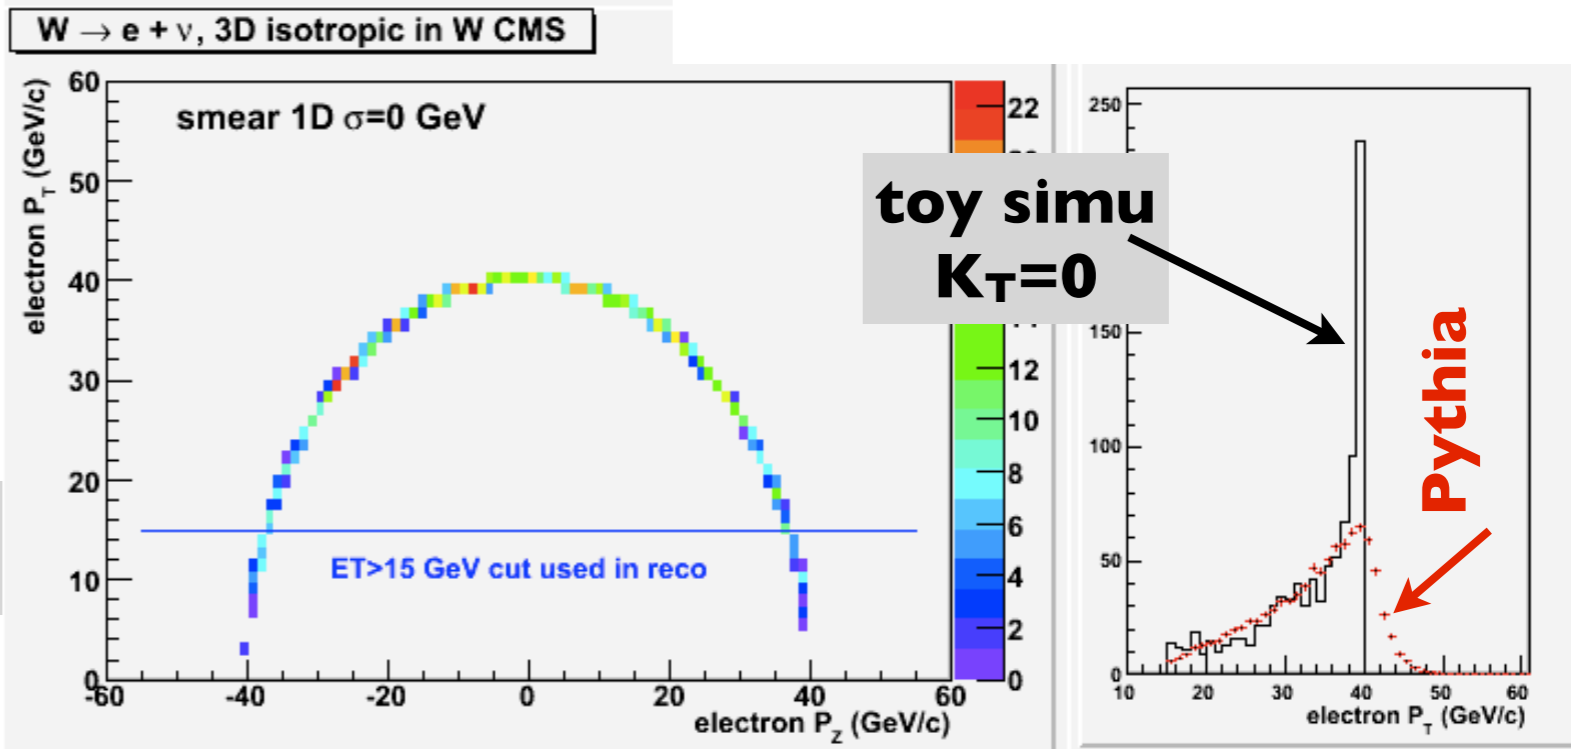 W → e + ν, 3D isotropic in W CMS
smear 1D σ=0 GeV
60
50
40
30
20
10
0
electron P_T (GeV/c)
-60 -40 -20 0 20 40 60
electron P_Z (GeV/c)
ET>15 GeV cut used in reco
22
12
10
8
6
4
2
0
toy simu
K_T=0
Pythia
250
150
100
50
0
10 20 30 40 50 60
electron P_T (GeV/c)